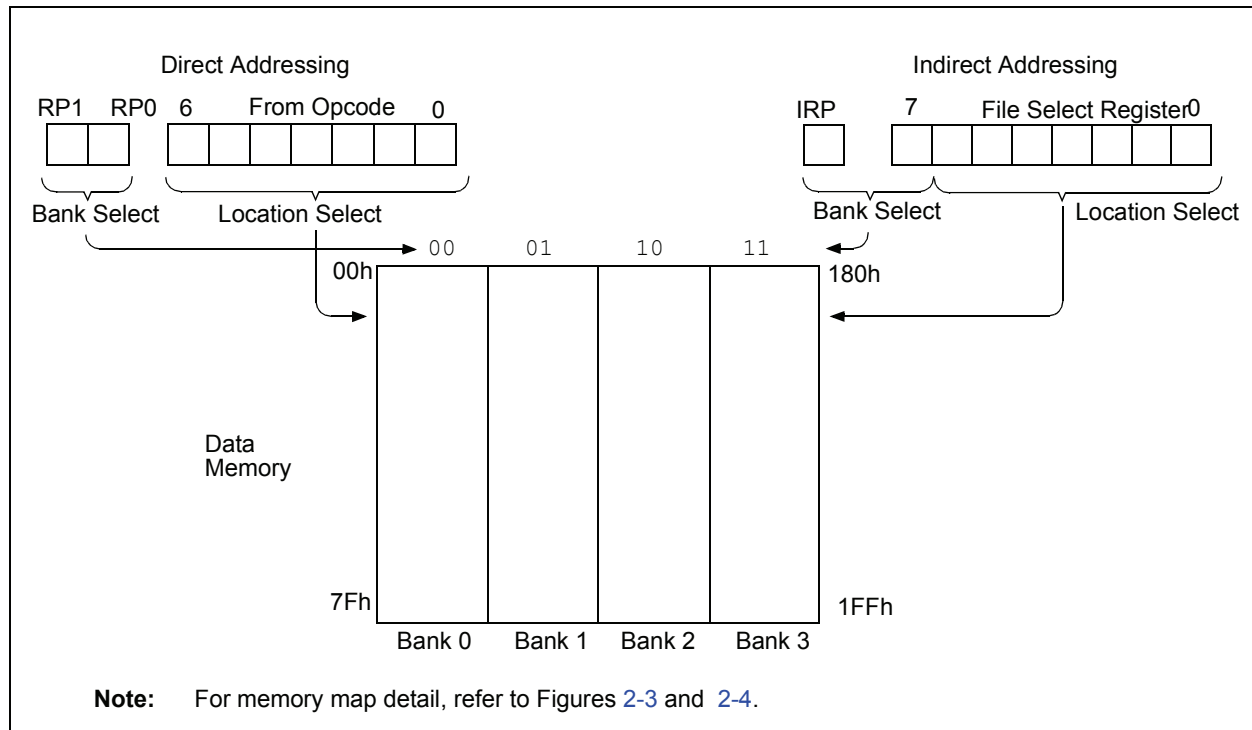 Direct Addressing
Indirect Addressing
RP1 RP0 6 From Opcode 0
IRP 7 File Select Register 0
Bank Select Location Select
Bank Select Location Select
00 01 10 11
00h 180h
Data
Memory
7Fh 1FFh
Bank 0 Bank 1 Bank 2 Bank 3
Note: For memory map detail, refer to Figures 2-3 and 2-4.